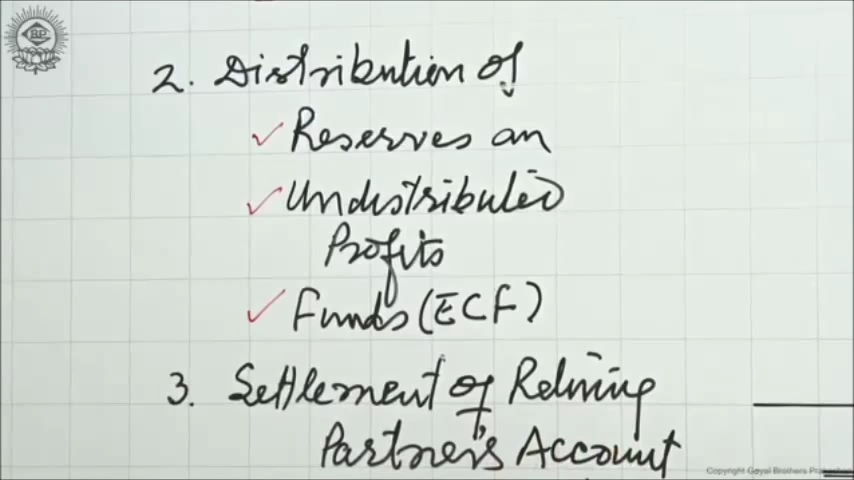 2. Distribution of
Reserves an
Undistributed
Profits
Funds (ECF)
3. Settlement of Retiring
Partner's Account
GBP
Copyright Goyal Brothers Prakashan